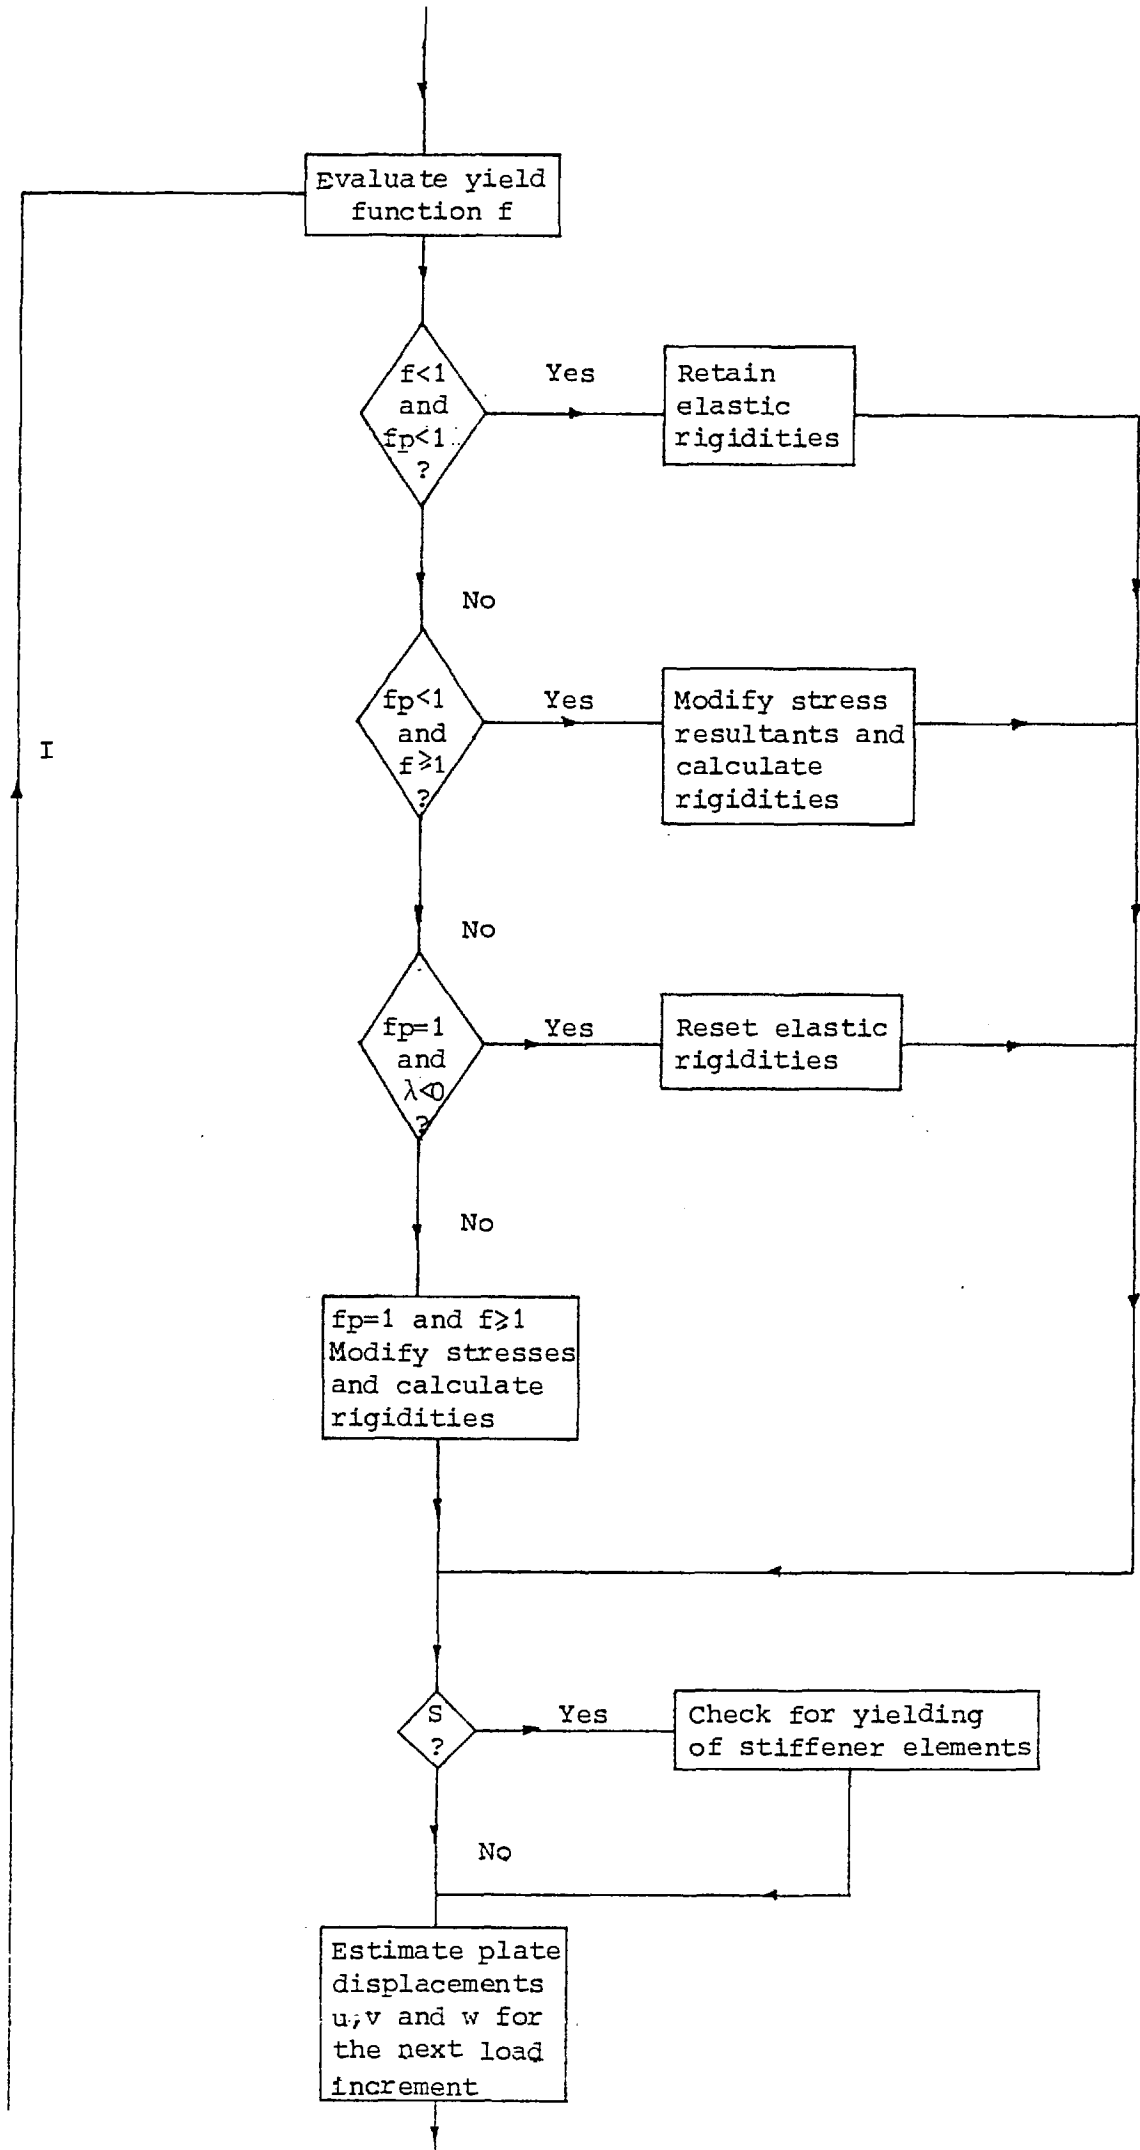 Evaluate yield
function f
f<1
and
fp<1
?
Yes
Retain
elastic
rigidities
No
fp<1
and
f⩾1
?
Yes
Modify stress
resultants and
calculate
rigidities
I
No
fp=1
and
λ<0
?
Yes
Reset elastic
rigidities
No
fp=1 and f⩾1
Modify stresses
and calculate
rigidities
S
?
Yes
Check for yielding
of stiffener elements
No
Estimate plate
displacements
u,v and w for
the next load
increment